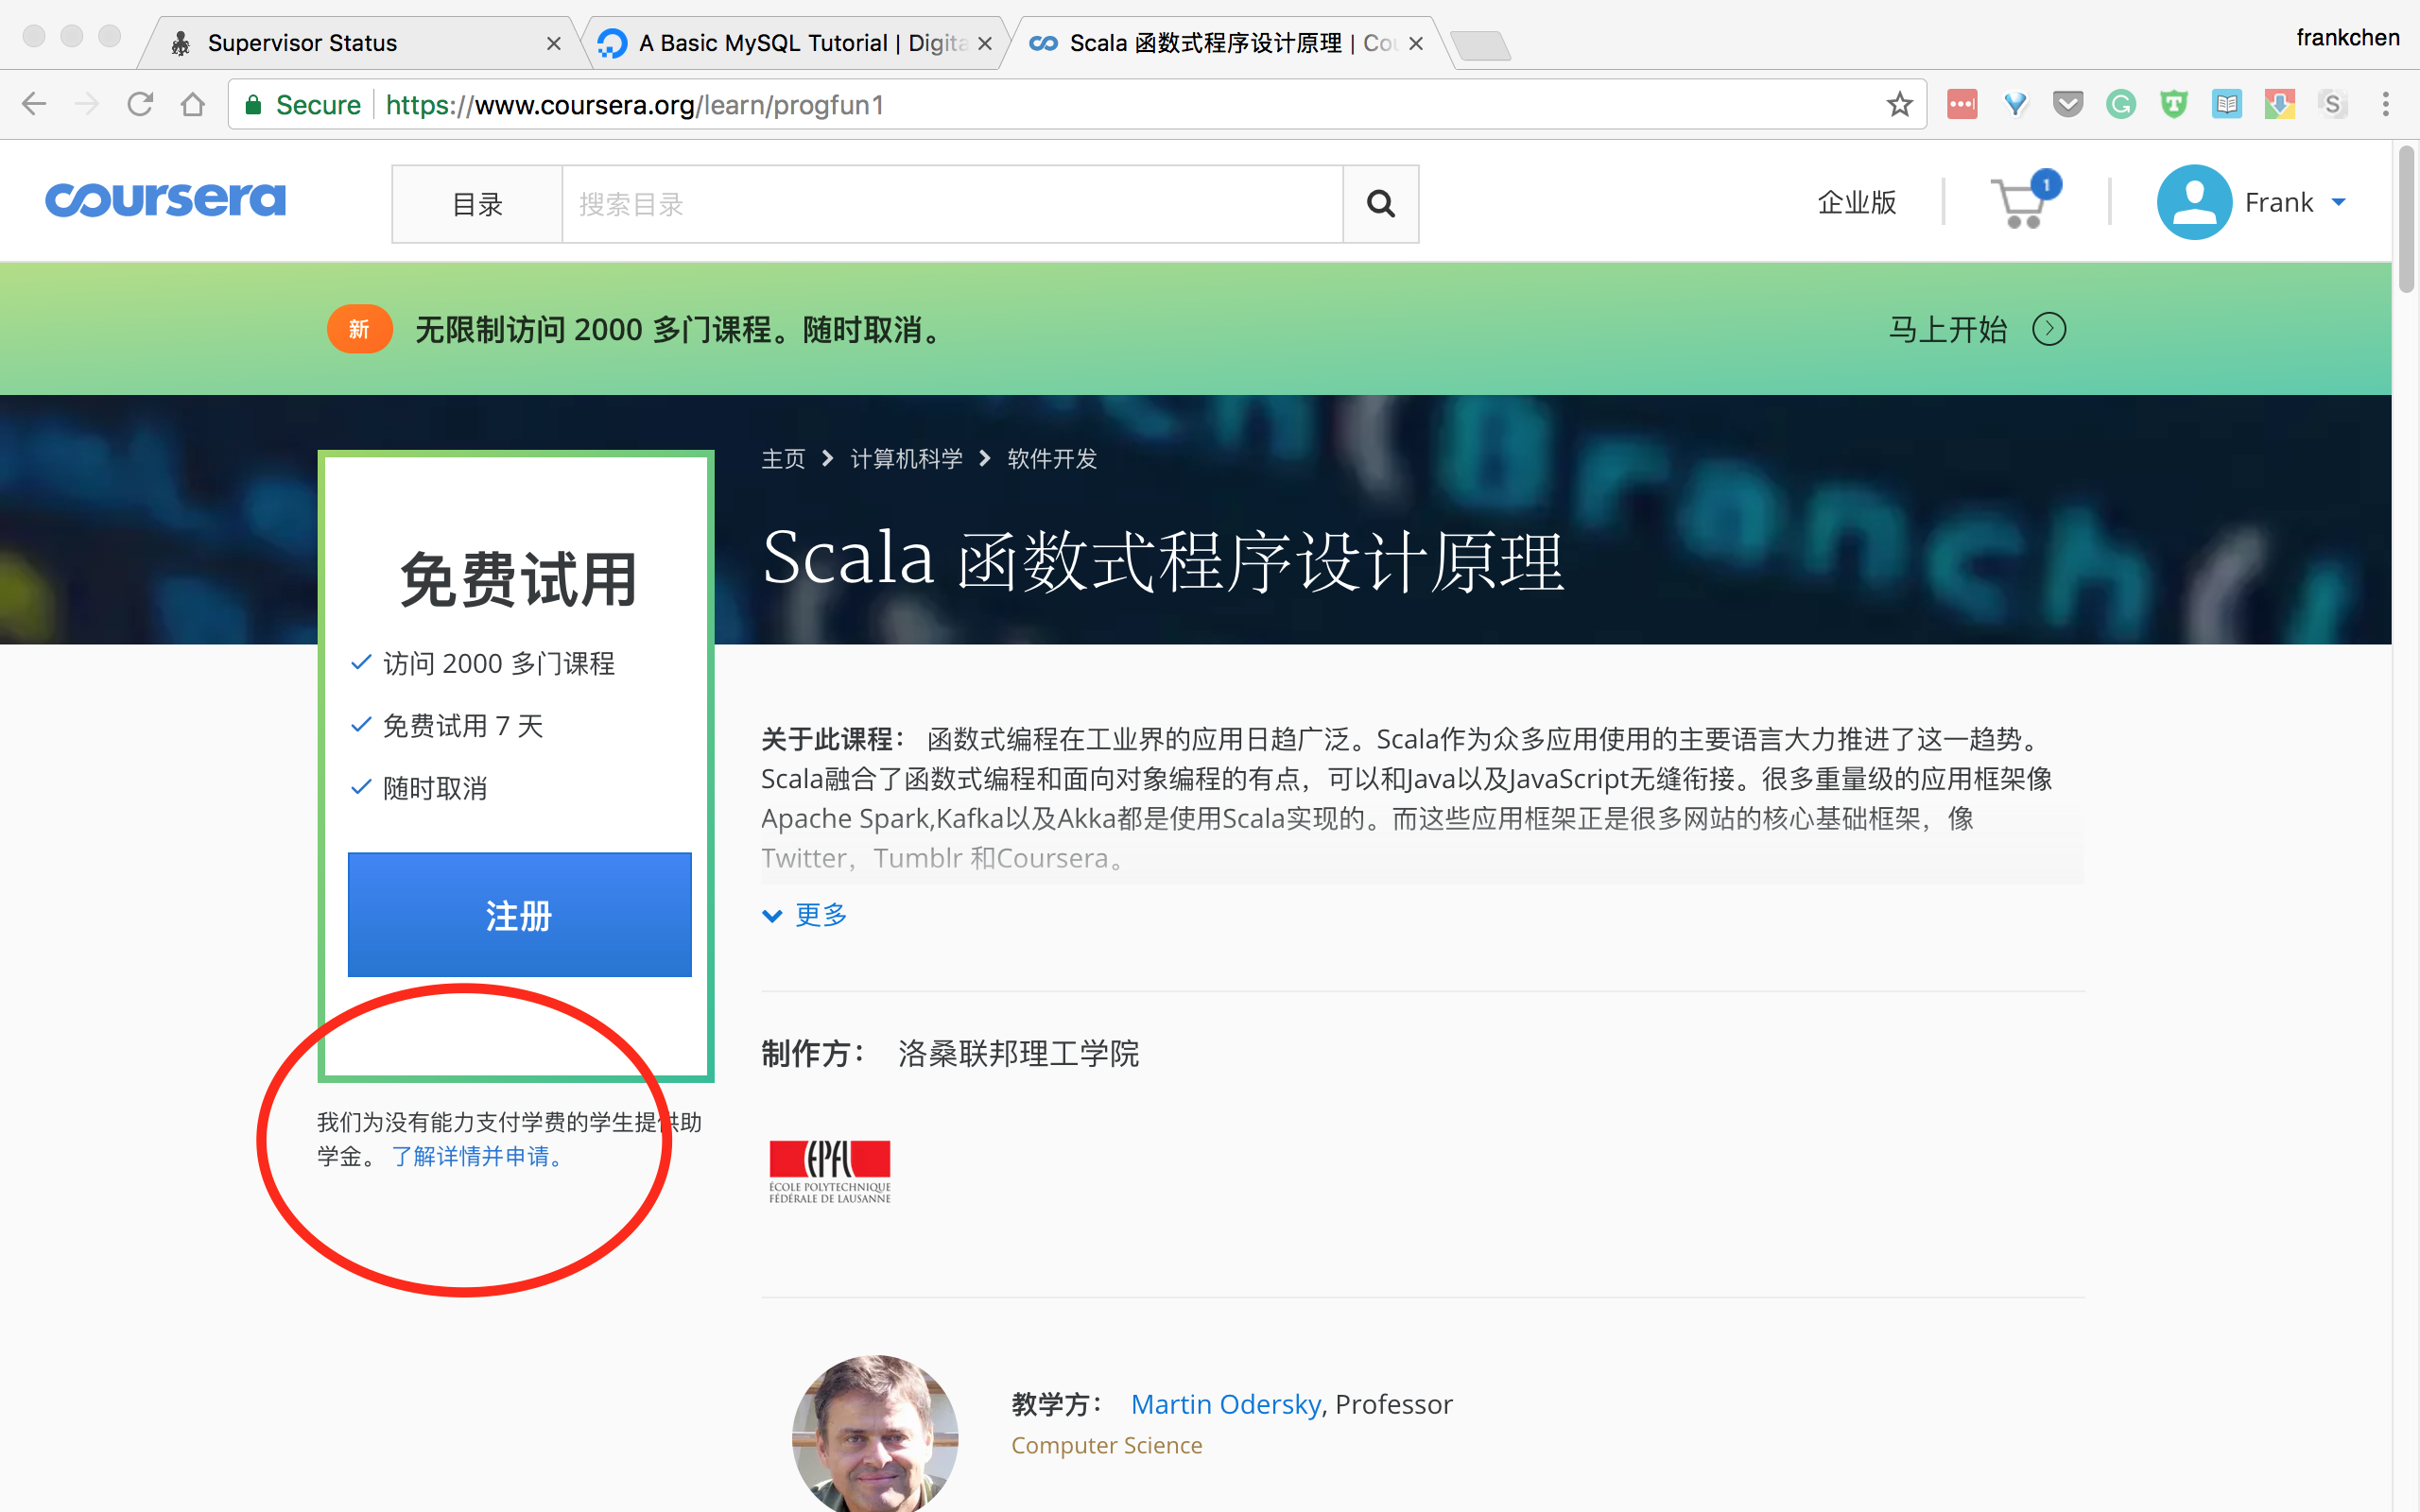 Supervisor Status
A Basic MySQL Tutorial | Digita
Scala 函数式程序设计原理 | Cou
frankchen
Secure
https://www.coursera.org/learn/progfun1
coursera
目录
搜索目录
企业版
1
Frank
新
无限制访问 2000 多门课程。随时取消。
马上开始
主页
计算机科学
软件开发
Scala 函数式程序设计原理
免费试用
访问 2000 多门课程
免费试用 7 天
随时取消
注册
我们为没有能力支付学费的学生提供助
学金。 了解详情并申请。
关于此课程： 函数式编程在工业界的应用日趋广泛。Scala作为众多应用使用的主要语言大力推进了这一趋势。
Scala融合了函数式编程和面向对象编程的有点，可以和Java以及JavaScript无缝衔接。很多重量级的应用框架像
Apache Spark,Kafka以及Akka都是使用Scala实现的。而这些应用框架正是很多网站的核心基础框架，像
Twitter，Tumblr 和Coursera。
更多
制作方： 洛桑联邦理工学院
EPFL
ÉCOLE POLYTECHNIQUE
FÉDÉRALE DE LAUSANNE
教学方： Martin Odersky, Professor
Computer Science